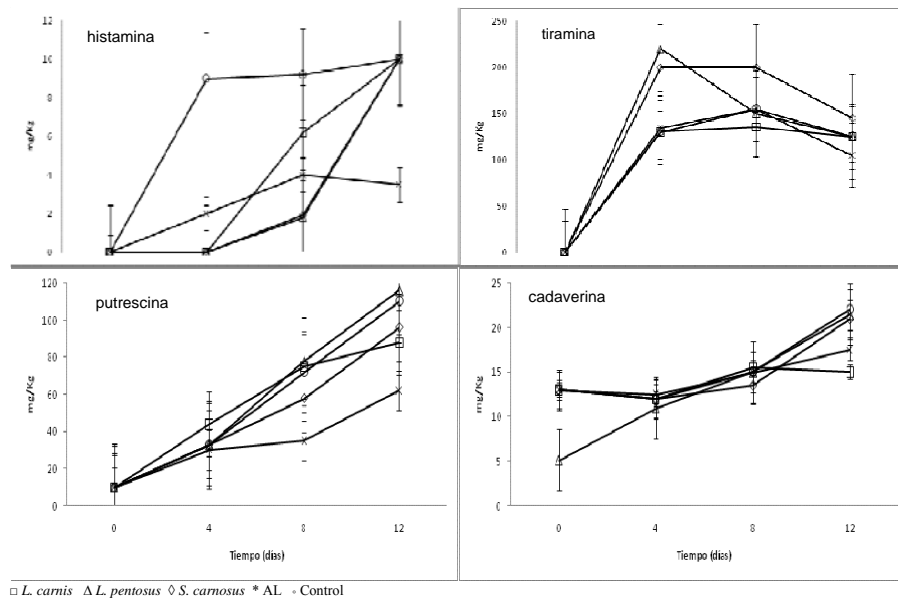 histamina
12
10
8
6
4
2
0
mg/Kg
tiramina
250
200
150
100
50
0
mg/Kg
putrescina
120
100
80
60
40
20
0
mg/Kg
0 4 8 12
Tiempo (días)
cadaverina
25
20
15
10
5
0
mg/Kg
0 4 8 12
Tiempo (días)
□ L. carnis Δ L. pentosus ◊ S. carnosus * AL ◦ Control